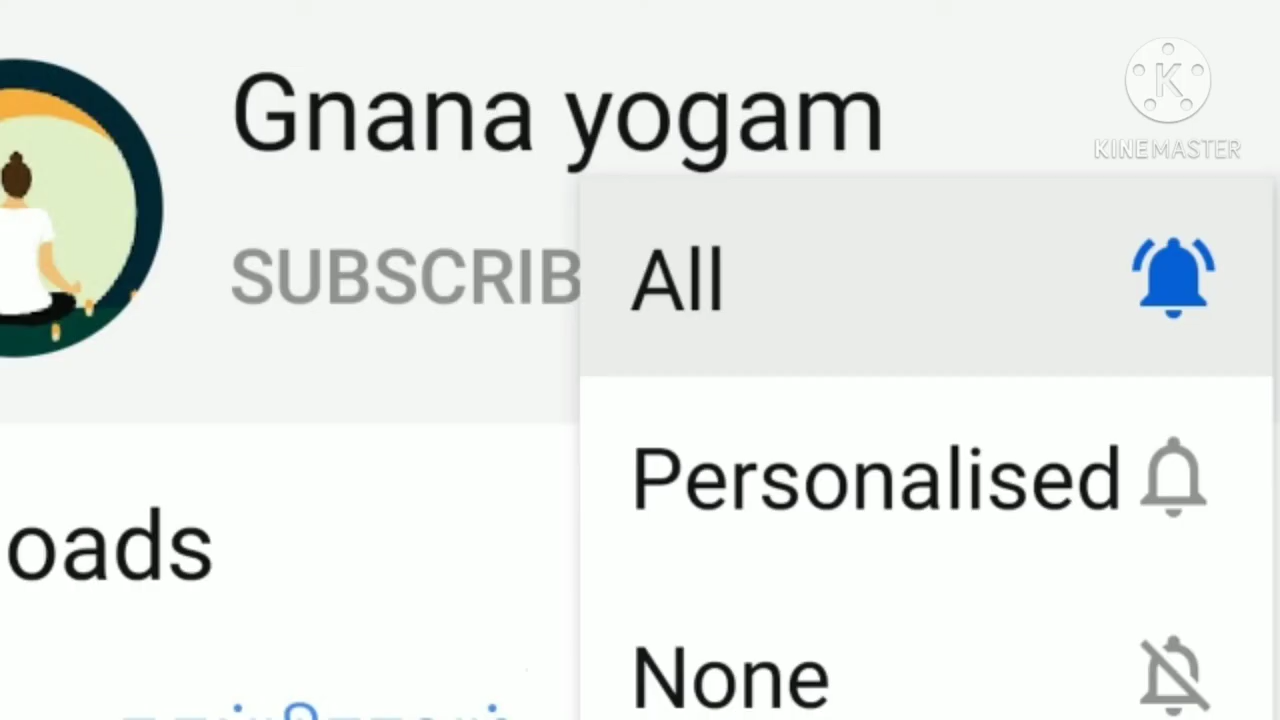 Gnana yogam
KINEMASTER
SUBSCRIB
All
Personalised
oads
None